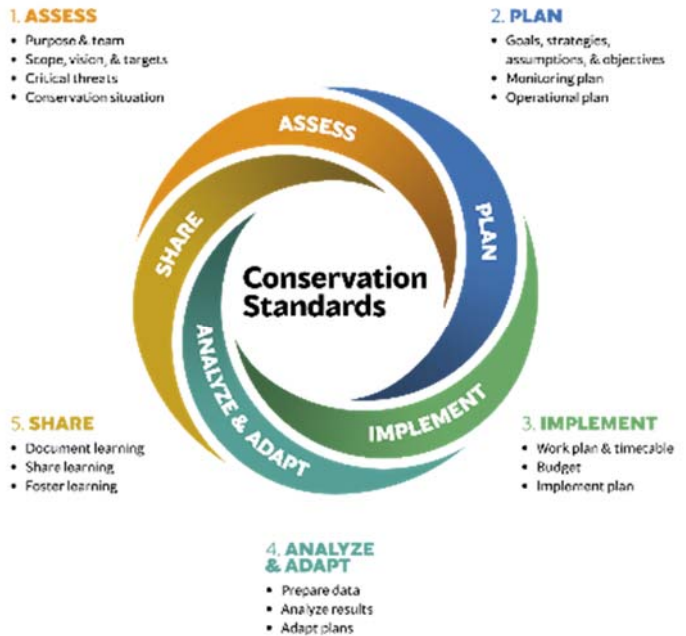 1. ASSESS
• Purpose & team
• Scope, vision, & targets
• Critical threats
• Conservation situation
2. PLAN
• Goals, strategies,
assumptions, & objectives
• Monitoring plan
• Operational plan
ASSESS
PLAN
SHARE
Conservation
Standards
ANALYZE & ADAPT
IMPLEMENT
5. SHARE
• Document learning
• Share learning
• Foster learning
3. IMPLEMENT
• Work plan & timetable
• Budget
• Implement plan
4. ANALYZE
& ADAPT
• Prepare data
• Analyze results
• Adapt plans